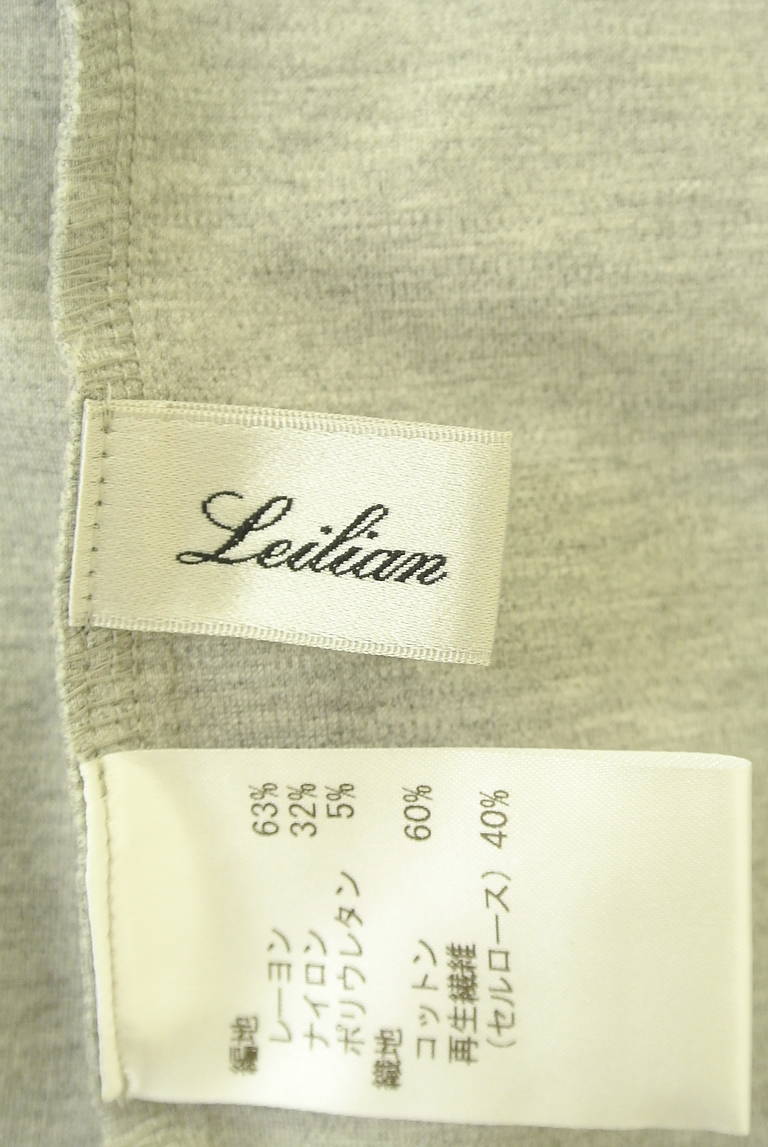 Leilian
編地
レーヨン 63%
ナイロン 32%
ポリウレタン 5%
織地
コットン 60%
再生繊維
(セルロース) 40%